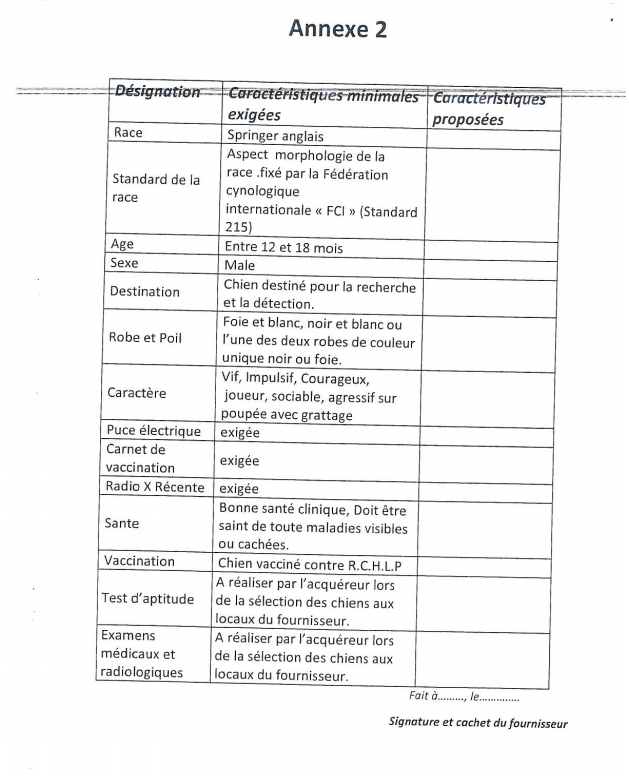 Annexe 2
Désignation
Caractéristiques minimales
exigées
Caractéristiques
proposées
Race
Springer anglais
Standard de la
race
Aspect morphologie de la
race .fixé par la Fédération
cynologique
internationale « FCI » (Standard
215)
Age
Entre 12 et 18 mois
Sexe
Male
Destination
Chien destiné pour la recherche
et la détection.
Robe et Poil
Foie et blanc, noir et blanc ou
l'une des deux robes de couleur
unique noir ou foie.
Caractère
Vif, Impulsif, Courageux,
joueur, sociable, agressif sur
poupée avec grattage
Puce électrique
exigée
Carnet de
vaccination
exigée
Radio X Récente
exigée
Sante
Bonne santé clinique, Doit être
saint de toute maladies visibles
ou cachées.
Vaccination
Chien vacciné contre R.C.H.L.P
Test d'aptitude
A réaliser par l'acquéreur lors
de la sélection des chiens aux
locaux du fournisseur.
Examens
médicaux et
radiologiques
A réaliser par l'acquéreur lors
de la sélection des chiens aux
locaux du fournisseur.
Fait à........., le..............
Signature et cachet du fournisseur